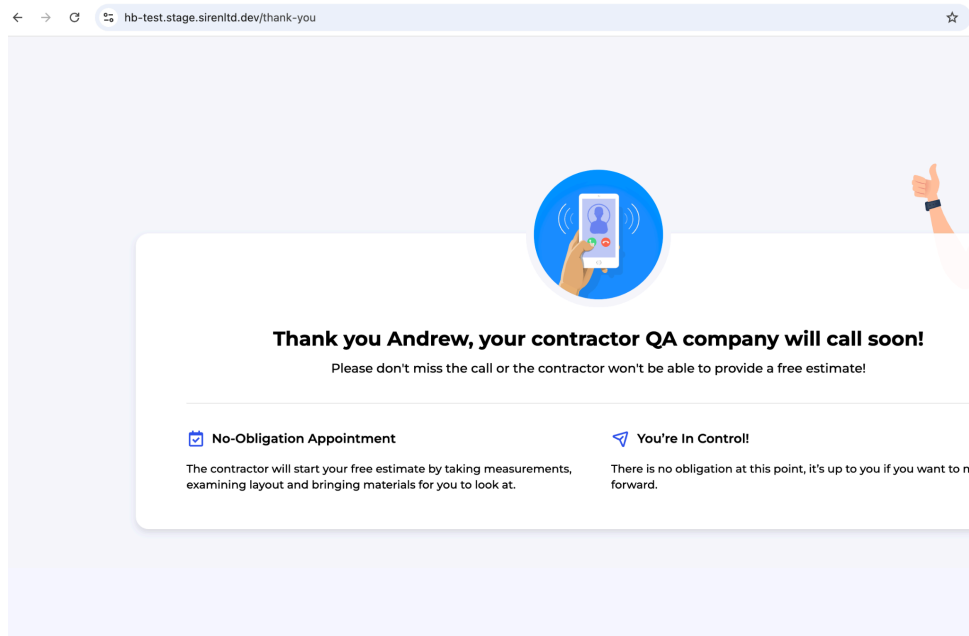 hb-test.stage.sirenltd.dev/thank-you
Thank you Andrew, your contractor QA company will call soon!
Please don't miss the call or the contractor won't be able to provide a free estimate!
No-Obligation Appointment
The contractor will start your free estimate by taking measurements,
examining layout and bringing materials for you to look at.
You’re In Control!
There is no obligation at this point, it’s up to you if you want to
forward.